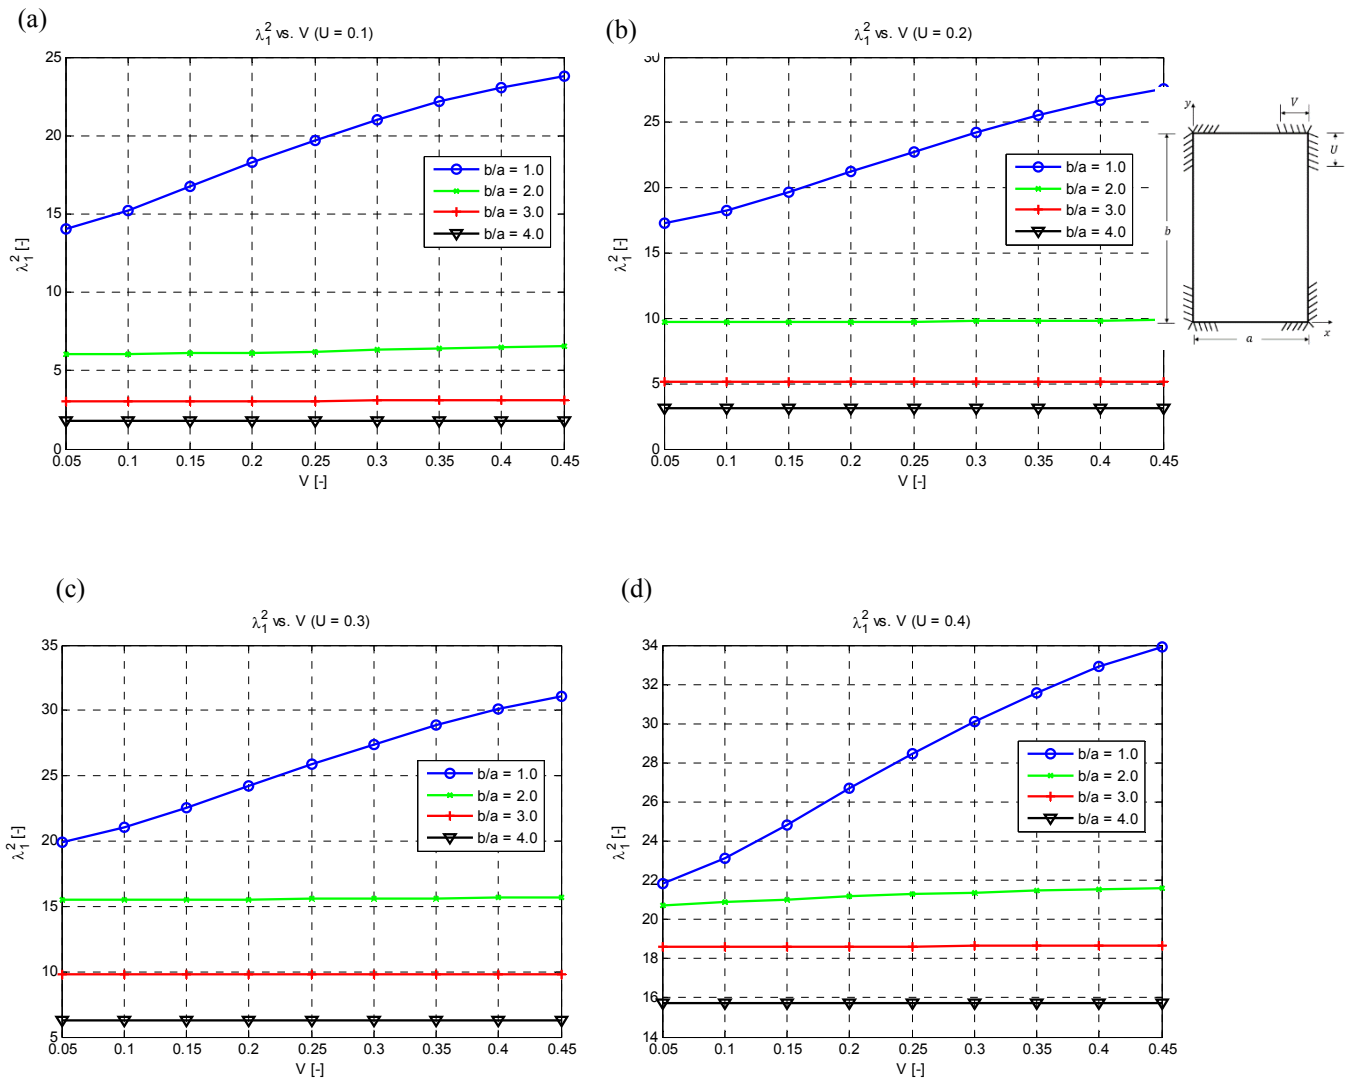 (a)
λ₁² vs. V (U = 0.1)
25
20
15
10
5
0
λ₁² [-]
b/a = 1.0
b/a = 2.0
b/a = 3.0
b/a = 4.0
0.05 0.1 0.15 0.2 0.25 0.3 0.35 0.4 0.45
V [-]
(b)
λ₁² vs. V (U = 0.2)
30
25
20
15
10
5
0
λ₁² [-]
b/a = 1.0
b/a = 2.0
b/a = 3.0
b/a = 4.0
0.05 0.1 0.15 0.2 0.25 0.3 0.35 0.4 0.45
V [-]
y
V
U
b
a
x
(c)
λ₁² vs. V (U = 0.3)
35
30
25
20
15
10
5
λ₁² [-]
b/a = 1.0
b/a = 2.0
b/a = 3.0
b/a = 4.0
0.05 0.1 0.15 0.2 0.25 0.3 0.35 0.4 0.45
V [-]
(d)
λ₁² vs. V (U = 0.4)
34
32
30
28
26
24
22
20
18
16
14
λ₁² [-]
b/a = 1.0
b/a = 2.0
b/a = 3.0
b/a = 4.0
0.05 0.1 0.15 0.2 0.25 0.3 0.35 0.4 0.45
V [-]